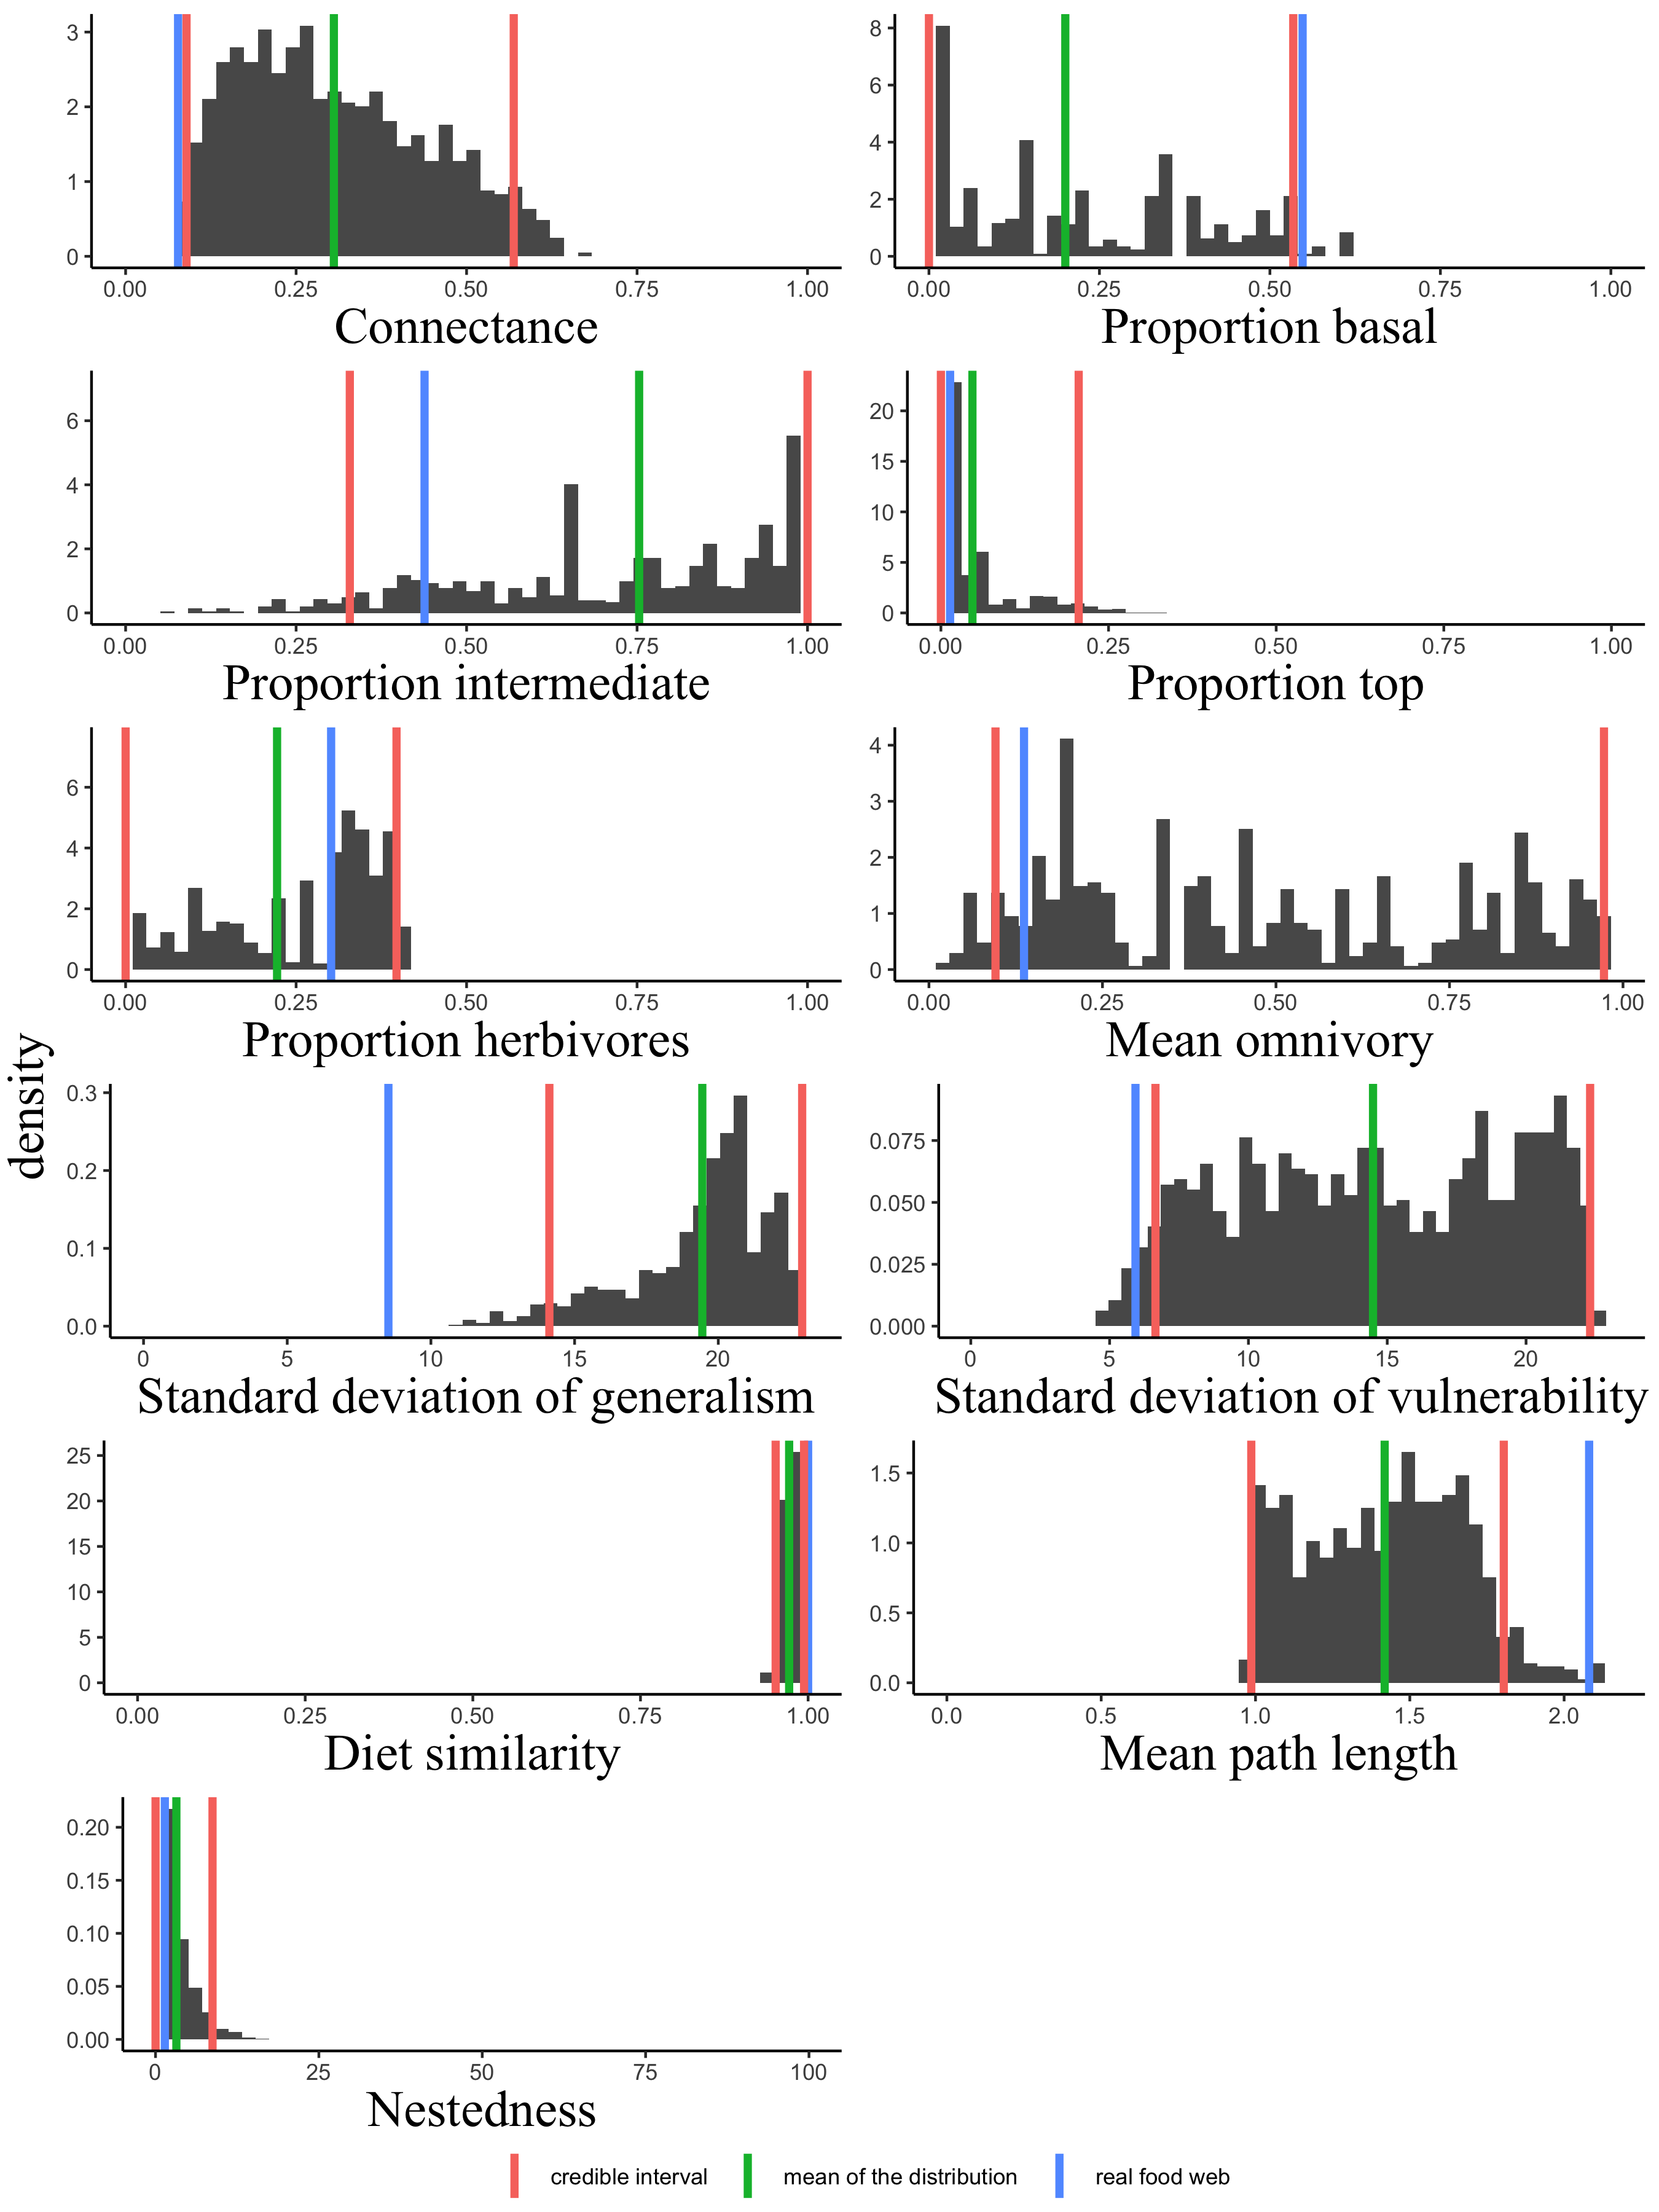 3
2
1
0
0.00 0.25 0.50 0.75 1.00
Connectance
8
6
4
2
0
0.00 0.25 0.50 0.75 1.00
Proportion basal
6
4
2
0
0.00 0.25 0.50 0.75 1.00
Proportion intermediate
20
15
10
5
0
0.00 0.25 0.50 0.75 1.00
Proportion top
6
4
2
0
0.00 0.25 0.50 0.75 1.00
Proportion herbivores
4
3
2
1
0
0.00 0.25 0.50 0.75 1.00
Mean omnivory
density
0.3
0.2
0.1
0.0
0 5 10 15 20
Standard deviation of generalism
0.075
0.050
0.025
0.000
0 5 10 15 20
Standard deviation of vulnerability
25
20
15
10
5
0
0.00 0.25 0.50 0.75 1.00
Diet similarity
1.5
1.0
0.5
0.0
0.0 0.5 1.0 1.5 2.0
Mean path length
0.20
0.15
0.10
0.05
0.00
0 25 50 75 100
Nestedness
credible interval mean of the distribution real food web